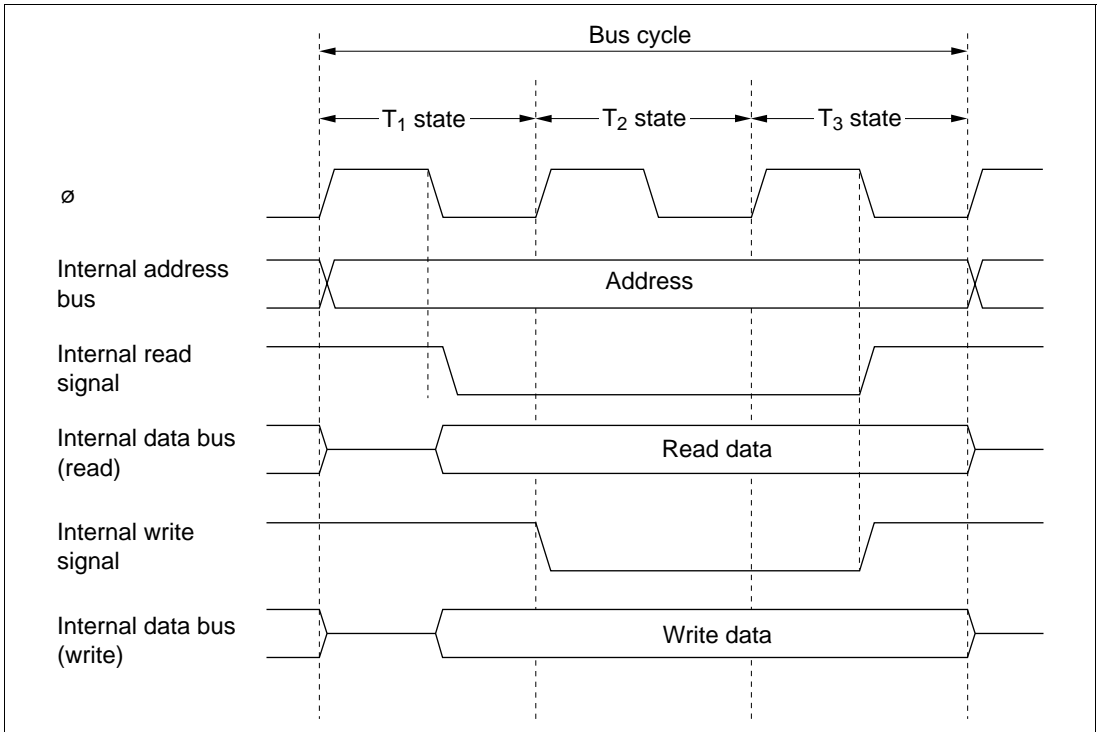 Bus cycle
T1 state
T2 state
T3 state
ø
Internal address
bus
Address
Internal read
signal
Internal data bus
(read)
Read data
Internal write
signal
Internal data bus
(write)
Write data